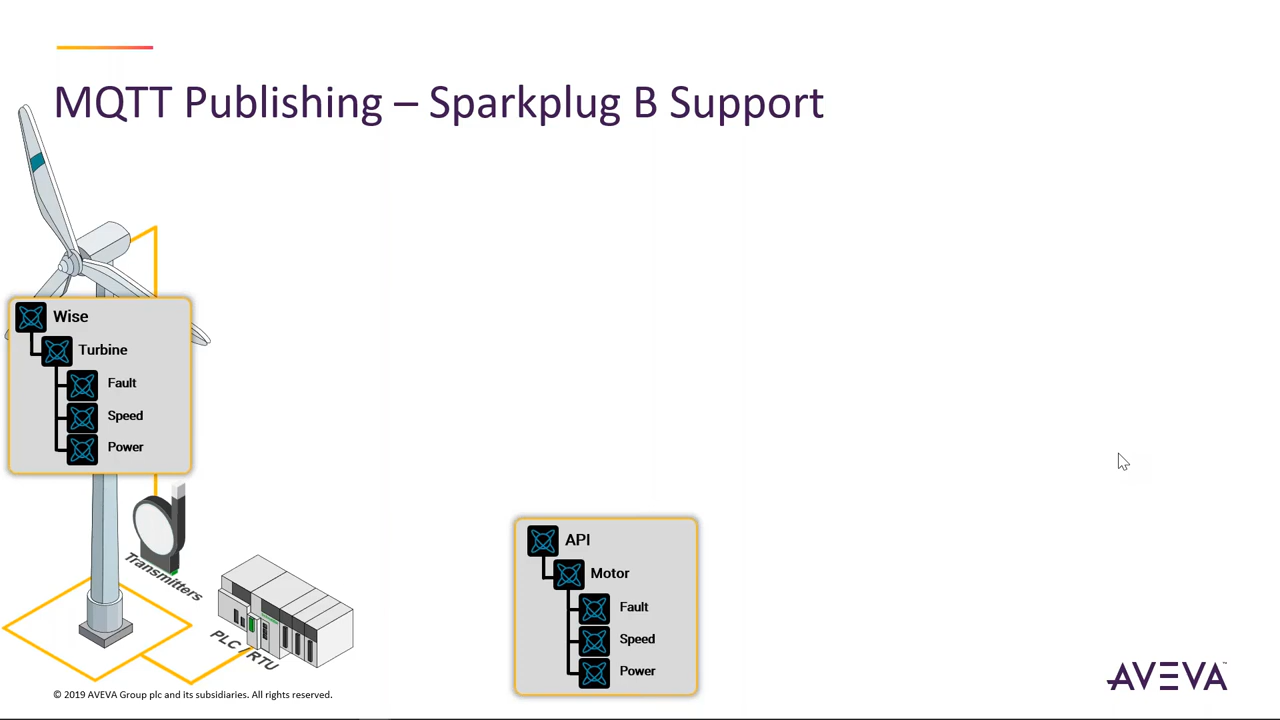 MQTT Publishing – Sparkplug B Support
Wise
Turbine
Fault
Speed
Power
Transmitters
PLC / RTU
API
Motor
Fault
Speed
Power
© 2019 AVEVA Group plc and its subsidiaries. All rights reserved.
AVEVA™